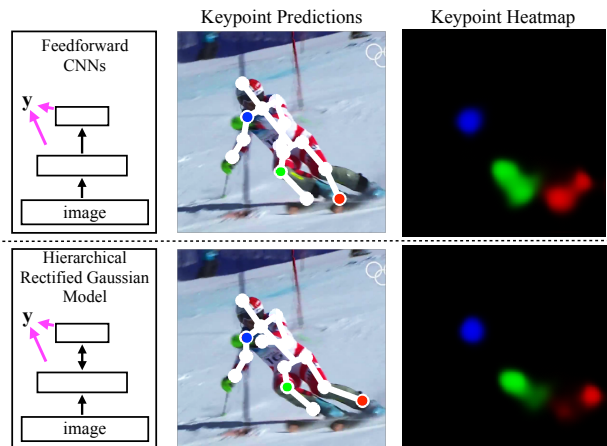 Keypoint Predictions
Keypoint Heatmap
Feedforward
CNNs
y
image
Hierarchical
Rectified Gaussian
Model
y
image